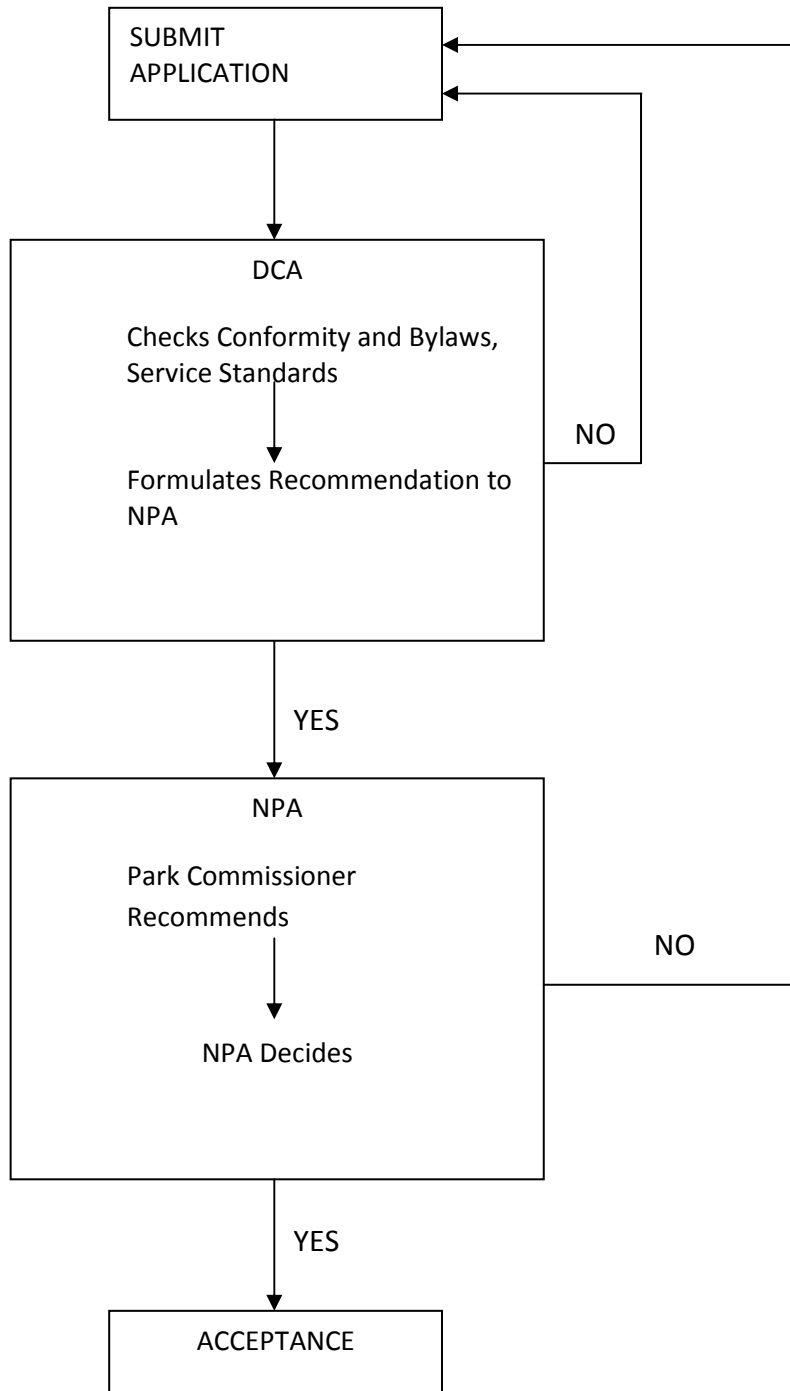 SUBMIT
APPLICATION
DCA
Checks Conformity and Bylaws,
Service Standards
NO
Formulates Recommendation to
NPA
YES
NPA
Park Commissioner
Recommends
NO
NPA Decides
YES
ACCEPTANCE